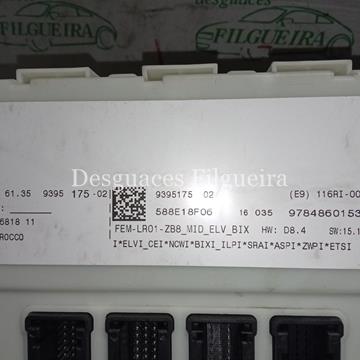 FILGUEIRA
FILGUEIRA
Desguaces Filgueira
61.35 9395 175-02
6818 11
ROCCO
9395175 02
588E18F06 16 035
(E9) 116RI-00
9784860153
FEM-LR01-ZB8_MID_ELV_BIX HW: D8.4 SW:15.1
I*ELVI_CEI*NCWI*BIXI_ILPI*SRAI*ASPI*ZWPI*ETSI